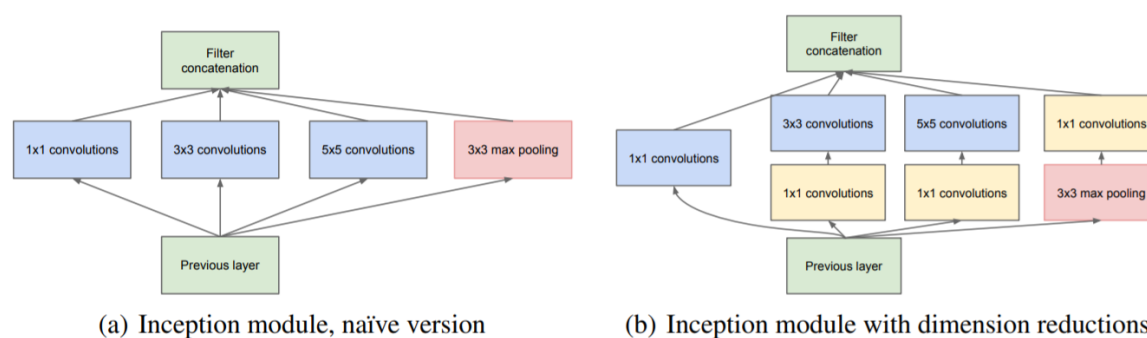 Filter
concatenation
1x1 convolutions
3x3 convolutions
5x5 convolutions
3x3 max pooling
Previous layer
(a) Inception module, naïve version
Filter
concatenation
3x3 convolutions
5x5 convolutions
1x1 convolutions
1x1 convolutions
1x1 convolutions
1x1 convolutions
3x3 max pooling
Previous layer
(b) Inception module with dimension reductions